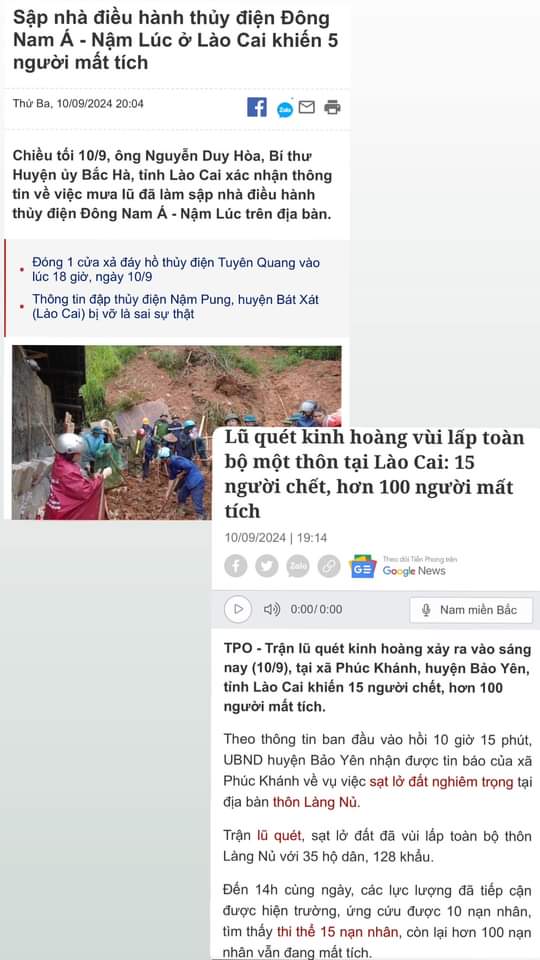 Sập nhà điều hành thủy điện Đông
Nam Á - Nậm Lúc ở Lào Cai khiến 5
người mất tích
Thứ Ba, 10/09/2024 20:04
Zalo
Chiều tối 10/9, ông Nguyễn Duy Hòa, Bí thư
Huyện ủy Bắc Hà, tỉnh Lào Cai xác nhận thông
tin về việc mưa lũ đã làm sập nhà điều hành
thủy điện Đông Nam Á - Nậm Lúc trên địa bàn.
Đóng 1 cửa xả đáy hồ thủy điện Tuyên Quang vào
lúc 18 giờ, ngày 10/9
Thông tin đập thủy điện Nậm Pung, huyện Bát Xát
(Lào Cai) bị vỡ là sai sự thật
Lũ quét kinh hoàng vùi lấp toàn
bộ một thôn tại Lào Cai: 15
người chết, hơn 100 người mất
tích
10/09/2024 | 19:14
Zalo
GE
Theo dõi Tiền Phong trên
Google News
0:00/ 0:00
Nam miền Bắc
TPO - Trận lũ quét kinh hoàng xảy ra vào sáng
nay (10/9), tại xã Phúc Khánh, huyện Bảo Yên,
tỉnh Lào Cai khiến 15 người chết, hơn 100
người mất tích.
Theo thông tin ban đầu vào hồi 10 giờ 15 phút,
UBND huyện Bảo Yên nhận được tin báo của xã
Phúc Khánh về vụ việc sạt lở đất nghiêm trọng tại
địa bàn thôn Làng Nủ.
Trận lũ quét, sạt lở đất đã vùi lấp toàn bộ thôn
Làng Nủ với 35 hộ dân, 128 khẩu.
Đến 14h cùng ngày, các lực lượng đã tiếp cận
được hiện trường, ứng cứu được 10 nạn nhân,
tìm thấy thi thể 15 nạn nhân, còn lại hơn 100 nạn
nhân vẫn đang mất tích.